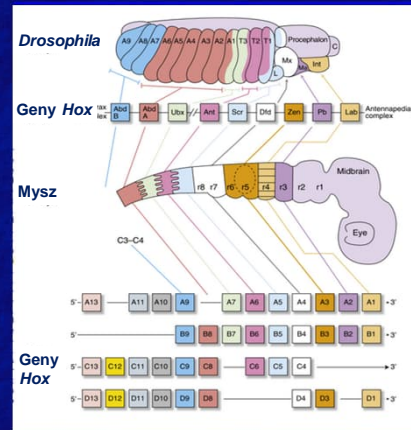 Drosophila
A9 A8 A7 A6 A5 A4 A3 A2 A1 T3 T2 T1
Procephalon
C
L Mx Ma Int
Geny Hox
Abd B Abd A Ubx Ant Scr Dfd Zen Pb Lab
Antennapedia
complex
Mysz
Midbrain
r8 r7 r6 r5 r4 r3 r2 r1
Eye
C3–C4
5' A13 A11 A10 A9 A7 A6 A5 A4 A3 A2 A1 3'
5' B9 B8 B7 B6 B5 B4 B3 B2 B1 3'
Geny
Hox
5' C13 C12 C11 C10 C9 C8 C6 C5 C4 3'
5' D13 D12 D11 D10 D9 D8 D4 D3 D1 3'